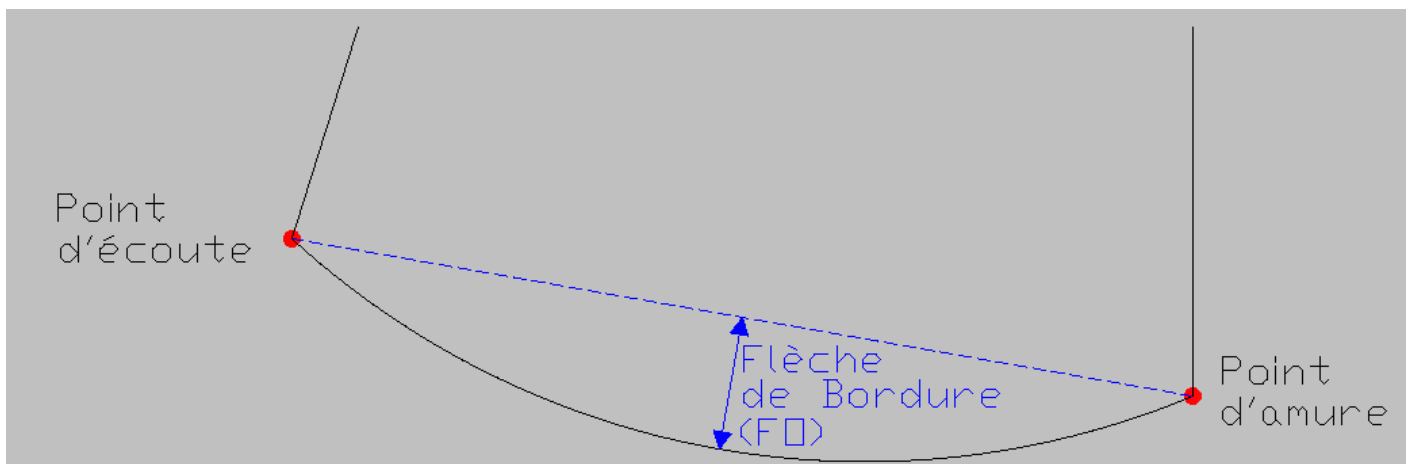 Point
d'écoute
Flèche
de Bordure
(F□)
Point
d'amure